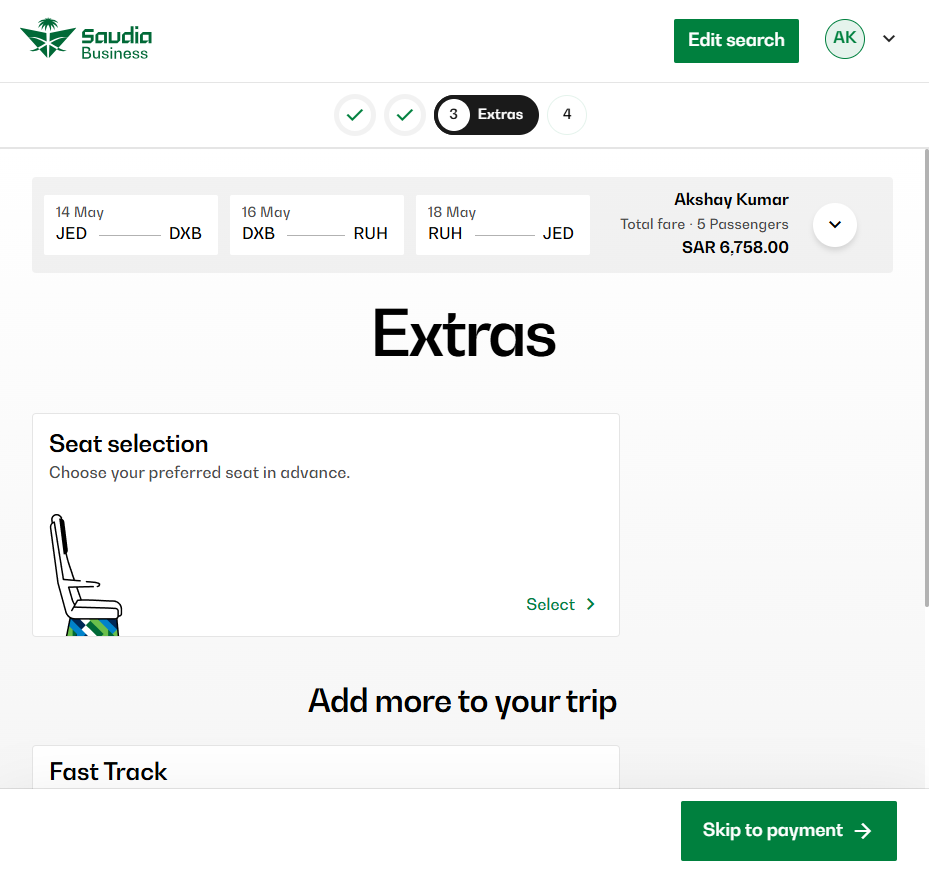 Saudia
Business
Edit search
AK
3 Extras 4
14 May
JED DXB
16 May
DXB RUH
18 May
RUH JED
Akshay Kumar
Total fare · 5 Passengers
SAR 6,758.00
Extras
Seat selection
Choose your preferred seat in advance.
Select
Add more to your trip
Fast Track
Skip to payment